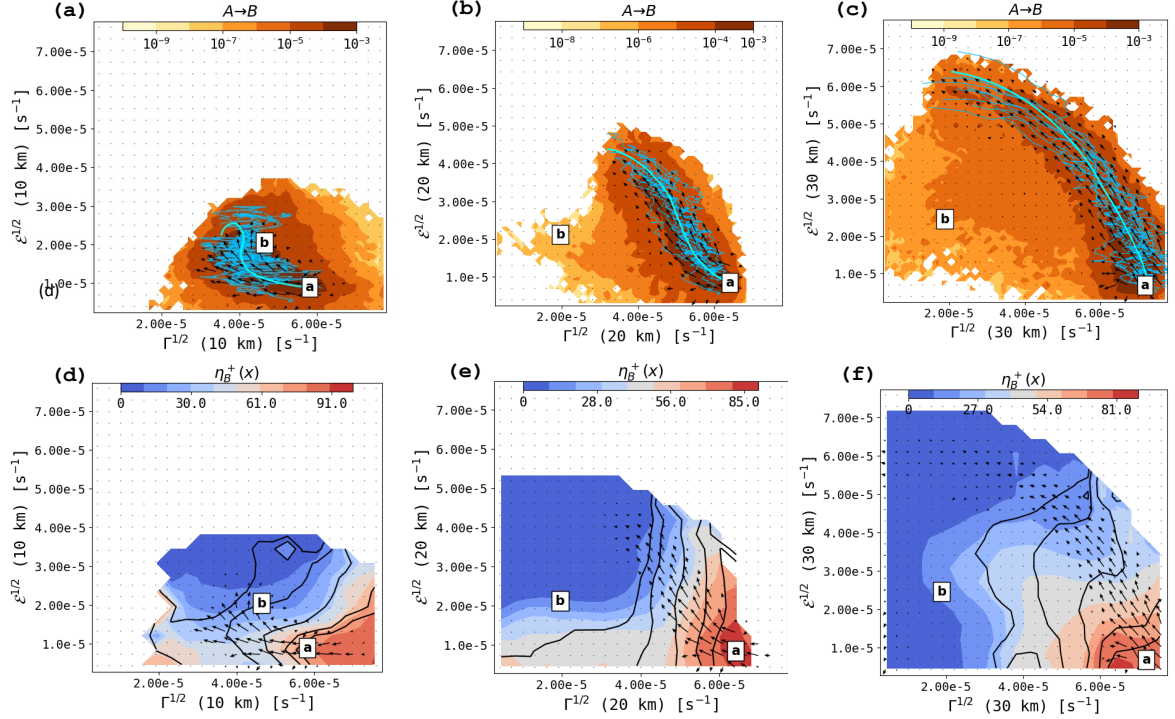 (a) A→B
10⁻⁹ 10⁻⁷ 10⁻⁵ 10⁻³
7.00e-5
6.00e-5
5.00e-5
4.00e-5
3.00e-5
2.00e-5
1.00e-5
(d)
ℰ^1/2 (10 km) [s⁻¹]
b
a
2.00e-5 4.00e-5 6.00e-5
Γ^1/2 (10 km) [s⁻¹]
(b) A→B
10⁻⁸ 10⁻⁶ 10⁻⁴ 10⁻³
7.00e-5
6.00e-5
5.00e-5
4.00e-5
3.00e-5
2.00e-5
1.00e-5
ℰ^1/2 (20 km) [s⁻¹]
b
a
2.00e-5 4.00e-5 6.00e-5
Γ^1/2 (20 km) [s⁻¹]
(c) A→B
10⁻⁹ 10⁻⁷ 10⁻⁵ 10⁻³
7.00e-5
6.00e-5
5.00e-5
4.00e-5
3.00e-5
2.00e-5
1.00e-5
ℰ^1/2 (30 km) [s⁻¹]
b
a
2.00e-5 4.00e-5 6.00e-5
Γ^1/2 (30 km) [s⁻¹]
(d) η_B^+(x)
0 30.0 61.0 91.0
7.00e-5
6.00e-5
5.00e-5
4.00e-5
3.00e-5
2.00e-5
1.00e-5
ℰ^1/2 (10 km) [s⁻¹]
b
a
2.00e-5 4.00e-5 6.00e-5
Γ^1/2 (10 km) [s⁻¹]
(e) η_B^+(x)
0 28.0 56.0 85.0
7.00e-5
6.00e-5
5.00e-5
4.00e-5
3.00e-5
2.00e-5
1.00e-5
ℰ^1/2 (20 km) [s⁻¹]
b
a
2.00e-5 4.00e-5 6.00e-5
Γ^1/2 (20 km) [s⁻¹]
(f) η_B^+(x)
0 27.0 54.0 81.0
7.00e-5
6.00e-5
5.00e-5
4.00e-5
3.00e-5
2.00e-5
1.00e-5
ℰ^1/2 (30 km) [s⁻¹]
b
a
2.00e-5 4.00e-5 6.00e-5
Γ^1/2 (30 km) [s⁻¹]